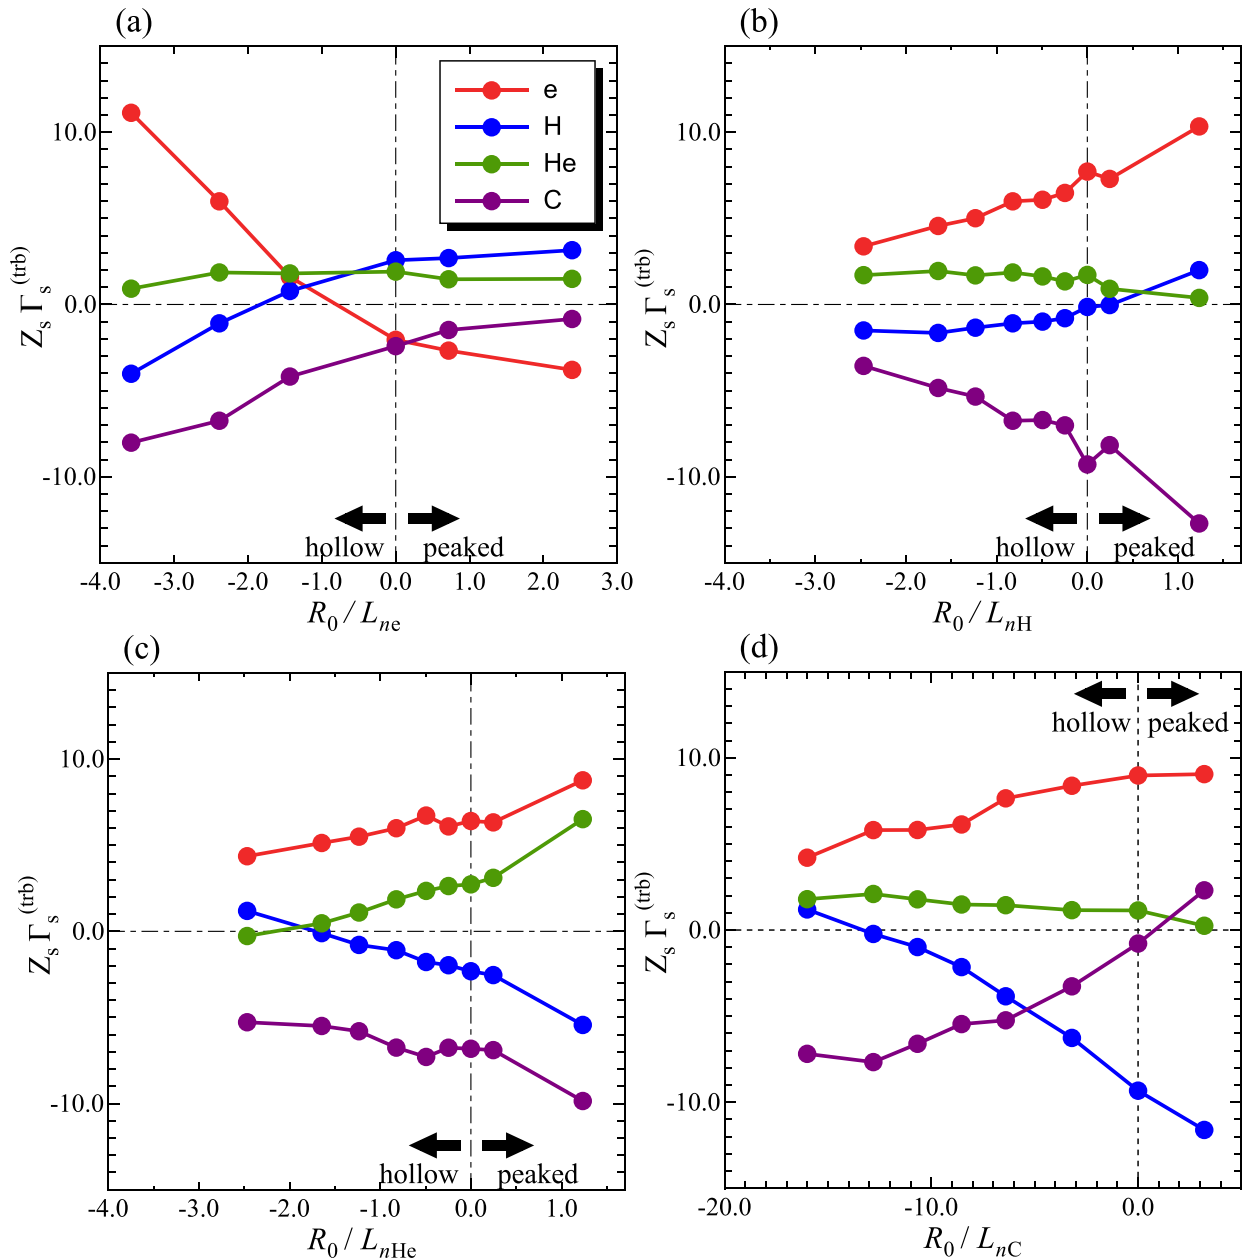 (a)
10.0
0.0
-10.0
Z_s Γ_s^(trb)
e
H
He
C
hollow peaked
-4.0 -3.0 -2.0 -1.0 0.0 1.0 2.0 3.0
R_0 / L_ne
(b)
10.0
0.0
-10.0
Z_s Γ_s^(trb)
hollow peaked
-4.0 -3.0 -2.0 -1.0 0.0 1.0
R_0 / L_nH
(c)
10.0
0.0
-10.0
Z_s Γ_s^(trb)
hollow peaked
-4.0 -3.0 -2.0 -1.0 0.0 1.0
R_0 / L_nHe
(d)
hollow peaked
10.0
0.0
-10.0
Z_s Γ_s^(trb)
-20.0 -10.0 0.0
R_0 / L_nC